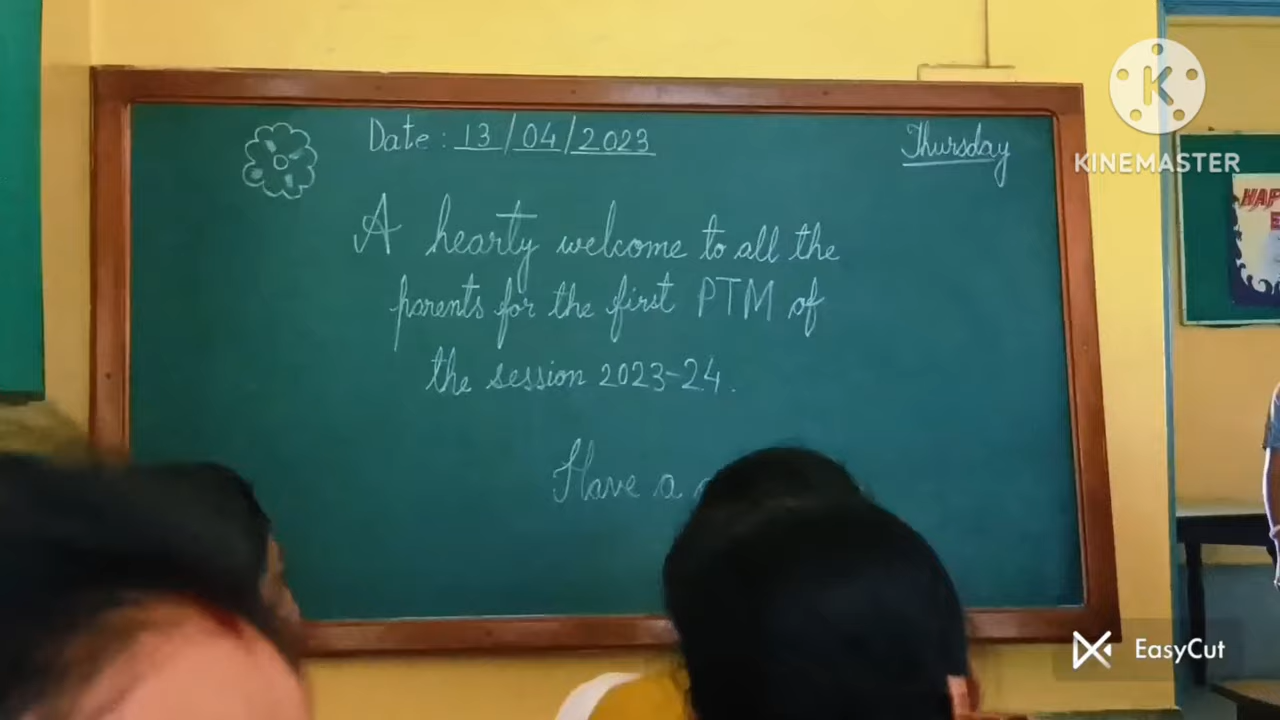 Date : 13/04/2023
Thursday
A hearty welcome to all the
parents for the first PTM of
the session 2023-24.
Have a
KINEMASTER
EasyCut